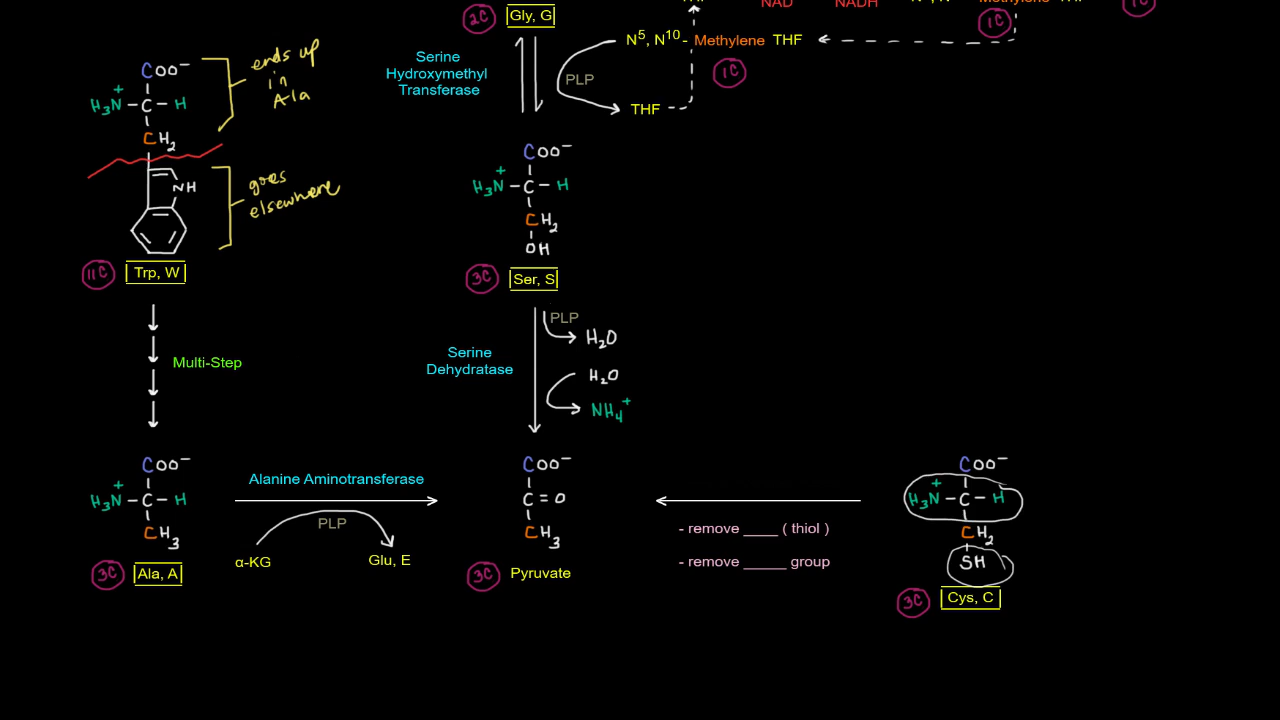 2C
Gly, G
NAD
NADH
Methylene
1C
1C
N⁵, N¹⁰- Methylene THF
1C
Serine
Hydroxymethyl
Transferase
PLP
THF
COO⁻
H₃N⁺ – C – H
CH₂
NH
ends up
in
Ala
goes
elsewhere
11C
Trp, W
COO⁻
H₃N⁺ – C – H
CH₂
OH
3C
Ser, S
Multi-Step
Serine
Dehydratase
PLP
H₂O
H₂O
NH₄⁺
COO⁻
H₃N⁺ – C – H
CH₃
3C
Ala, A
Alanine Aminotransferase
PLP
α-KG
Glu, E
COO⁻
C = O
CH₃
3C
Pyruvate
- remove ____ ( thiol )
- remove _____ group
COO⁻
H₃N⁺ – C – H
CH₂
SH
3C
Cys, C